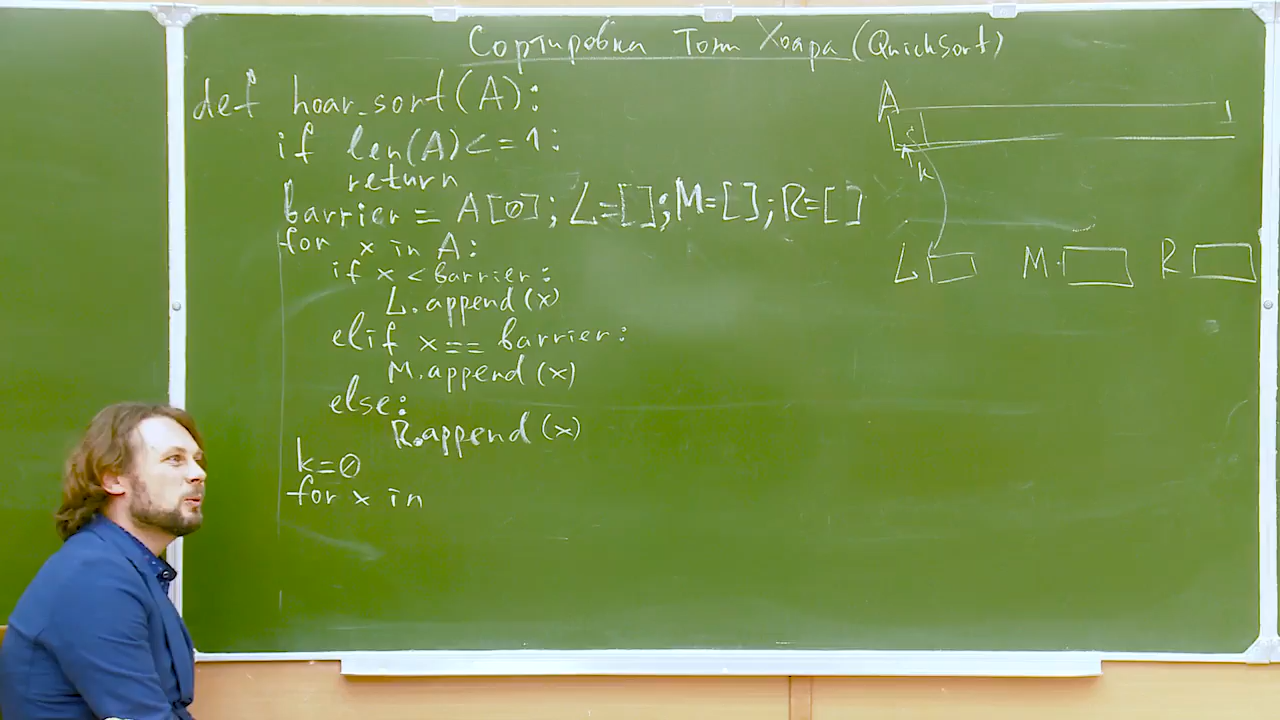 Сортировка Тони Хоара (QuickSort)
def hoar_sort(A):
if len(A)<=1:
return
barrier = A[0]; L=[]; M=[]; R=[]
for x in A:
if x < barrier:
L.append(x)
elif x == barrier:
M.append(x)
else:
R.append(x)
k=0
for x in
A
k
L M R